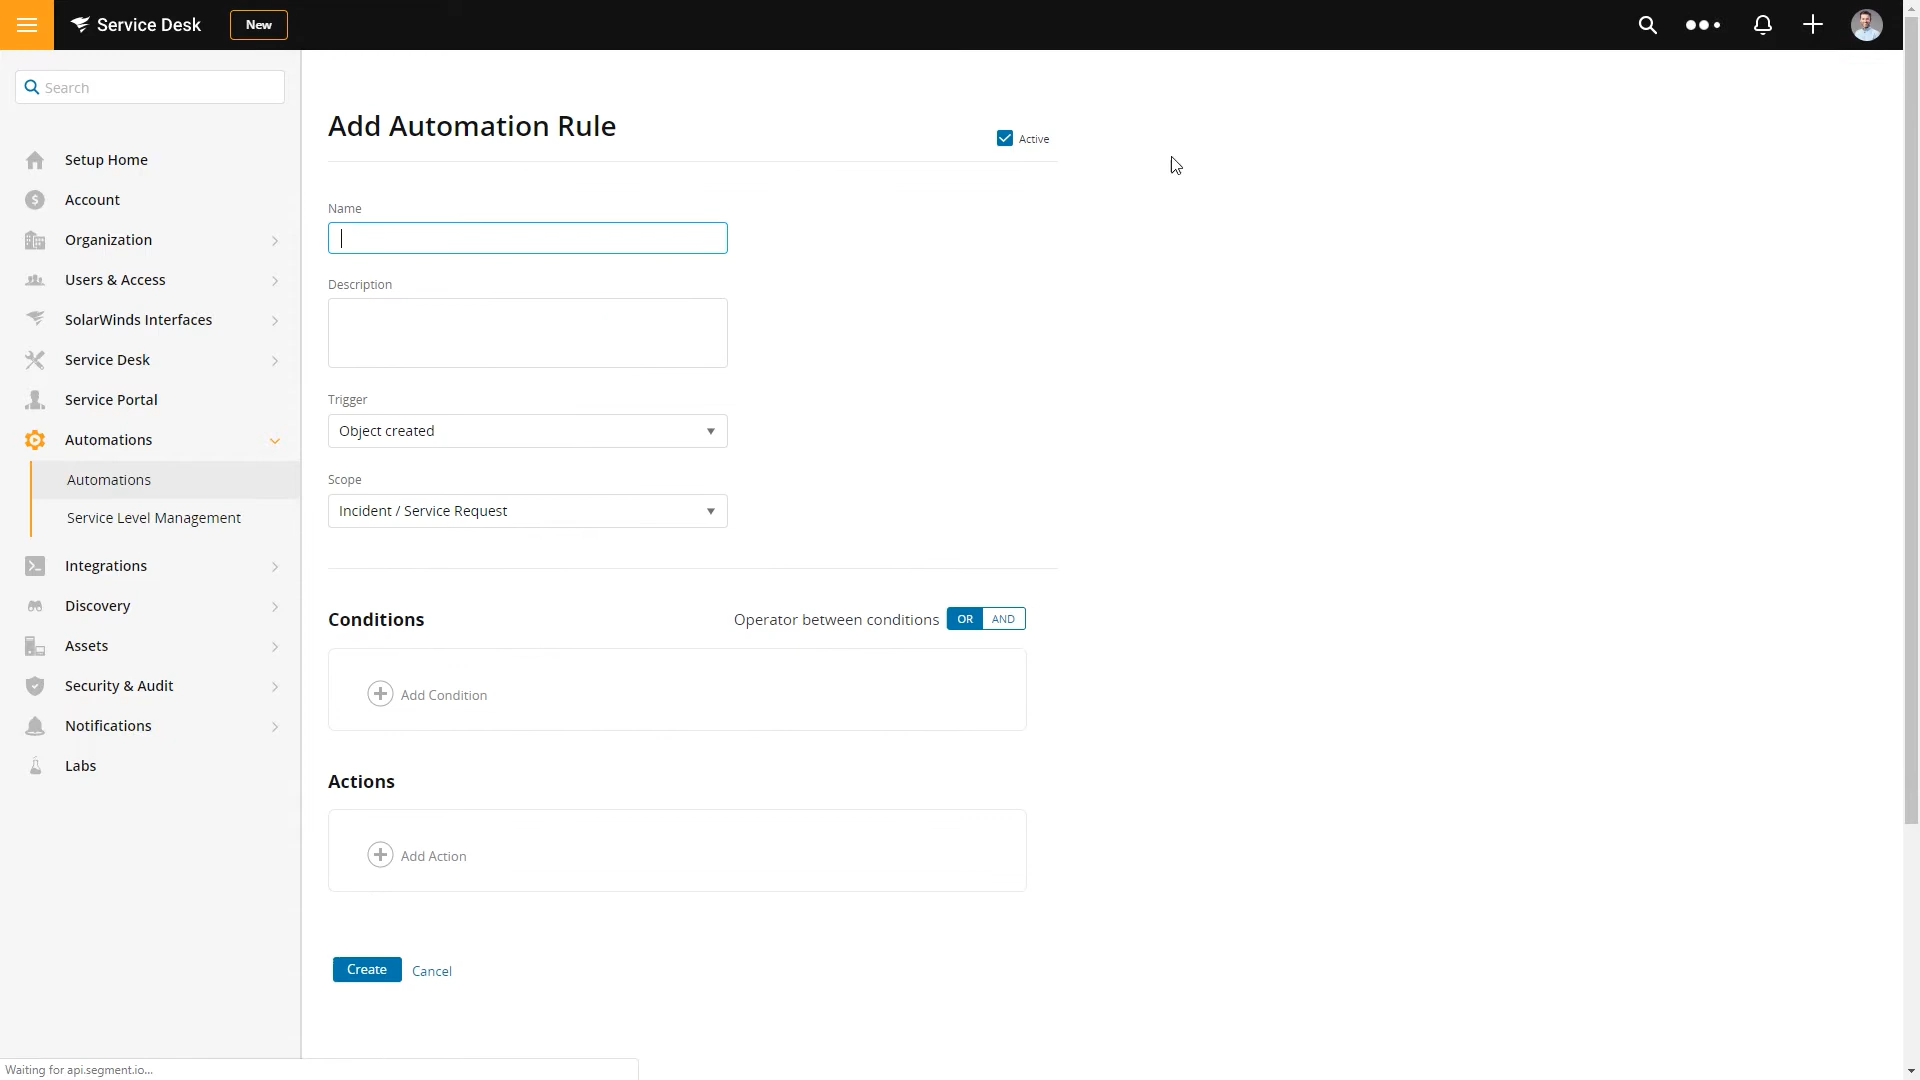 Service Desk
New
Search
Setup Home
Account
Organization
Users & Access
SolarWinds Interfaces
Service Desk
Service Portal
Automations
Automations
Service Level Management
Integrations
Discovery
Assets
Security & Audit
Notifications
Labs
Add Automation Rule
Active
Name
Description
Trigger
Object created
Scope
Incident / Service Request
Conditions
Operator between conditions OR AND
Add Condition
Actions
Add Action
Create Cancel
Waiting for api.segment.io...